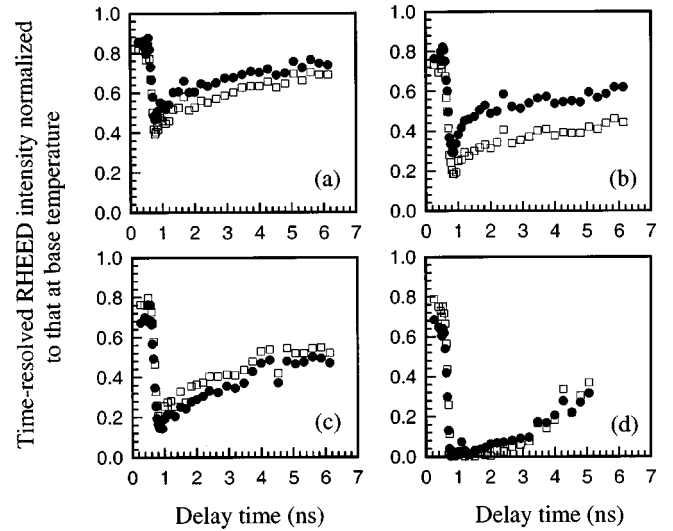 Time-resolved RHEED intensity normalized
to that at base temperature
1.0
0.8
0.6
0.4
0.2
0.0
0 1 2 3 4 5 6 7
(a)
1.0
0.8
0.6
0.4
0.2
0.0
0 1 2 3 4 5 6 7
(b)
1.0
0.8
0.6
0.4
0.2
0.0
0 1 2 3 4 5 6 7
(c)
Delay time (ns)
1.0
0.8
0.6
0.4
0.2
0.0
0 1 2 3 4 5 6 7
(d)
Delay time (ns)